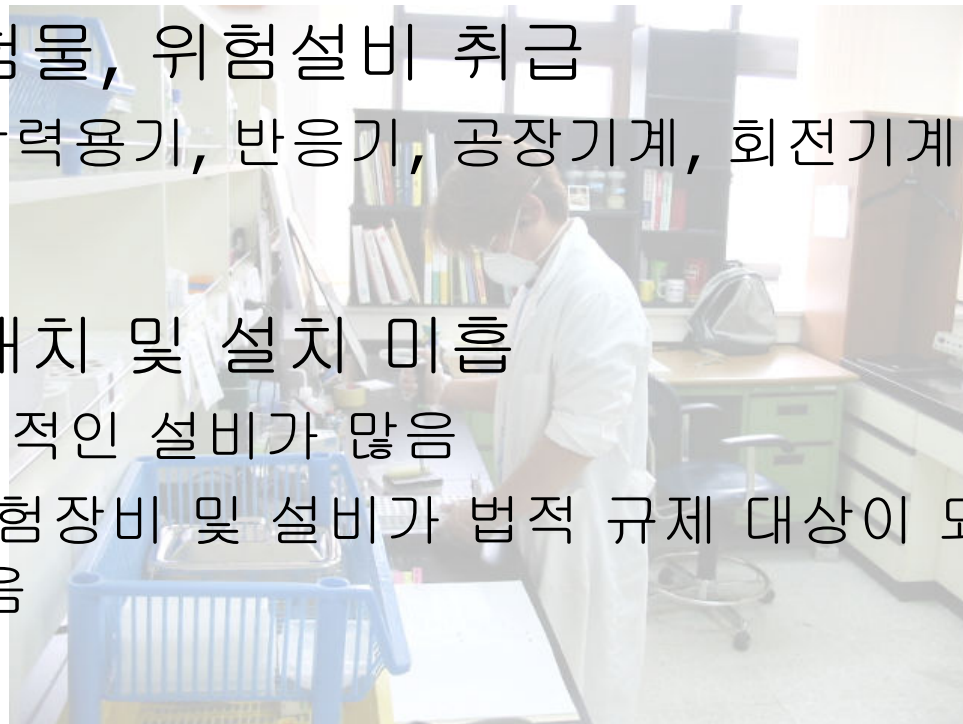 험물, 위험설비 취급
력용기, 반응기, 공장기계, 회전기계
배치 및 설치 미흡
적인 설비가 많음
험장비 및 설비가 법적 규제 대상이
음